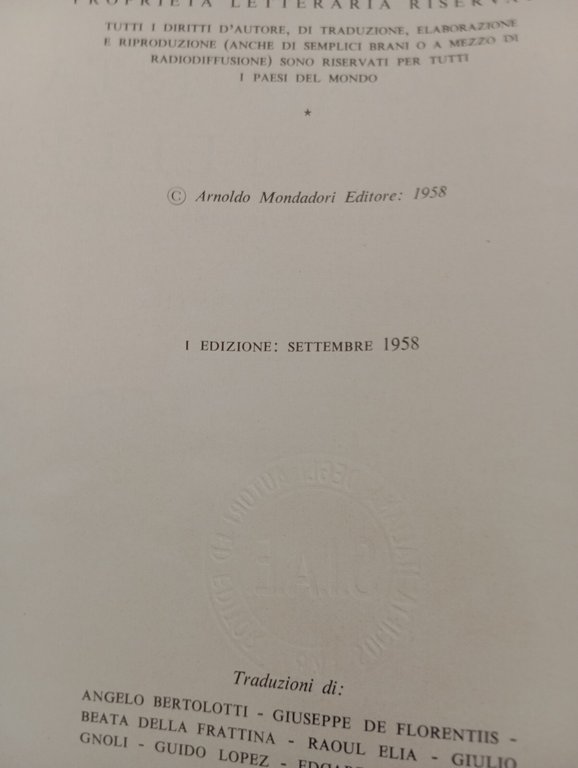 PROPRIETÀ LETTERARIA
TUTTI I DIRITTI D'AUTORE, DI TRADUZIONE, ELABORAZIONE
E RIPRODUZIONE (ANCHE DI SEMPLICI BRANI O A MEZZO DI
RADIODIFFUSIONE) SONO RISERVATI PER TUTTI
I PAESI DEL MONDO
*
© Arnoldo Mondadori Editore: 1958
I EDIZIONE: SETTEMBRE 1958
S.I.A.E.
Traduzioni di:
ANGELO BERTOLOTTI - GIUSEPPE DE FLORENTIIS -
BEATA DELLA FRATTINA - RAOUL ELIA - GIULIO
GNOLI - GUIDO LOPEZ -